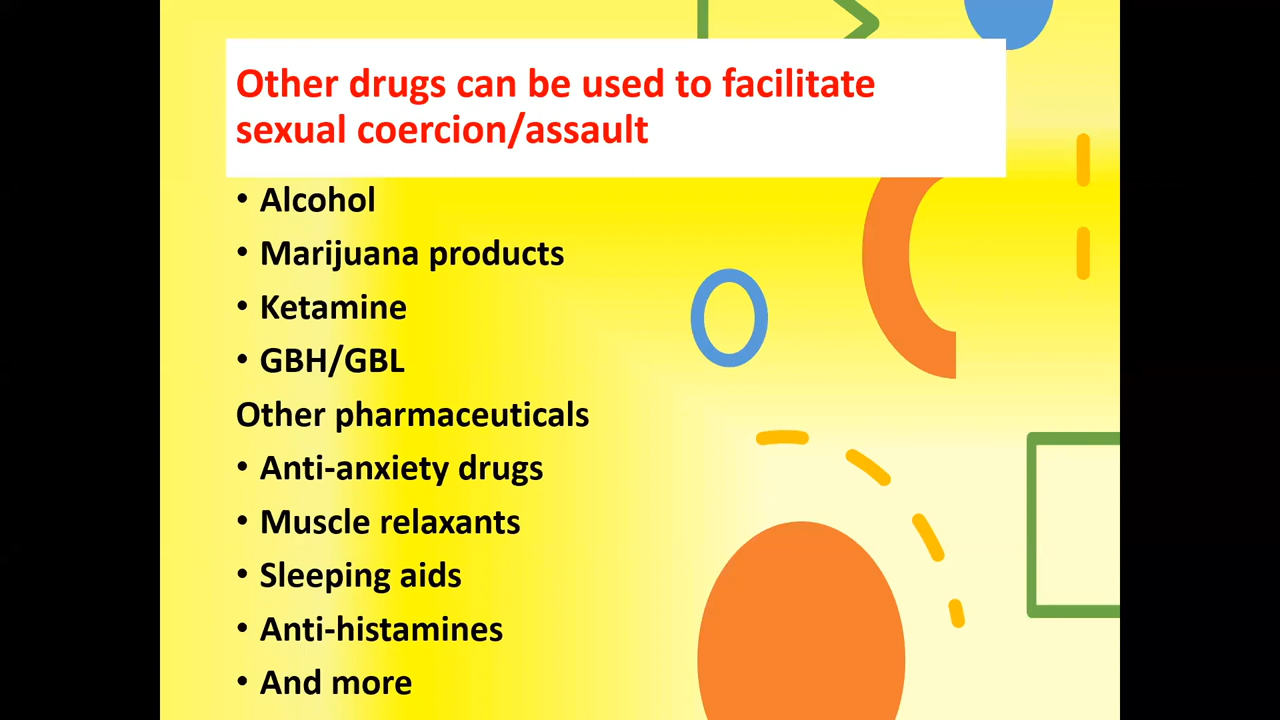 Other drugs can be used to facilitate
sexual coercion/assault
• Alcohol
• Marijuana products
• Ketamine
• GBH/GBL
Other pharmaceuticals
• Anti-anxiety drugs
• Muscle relaxants
• Sleeping aids
• Anti-histamines
• And more